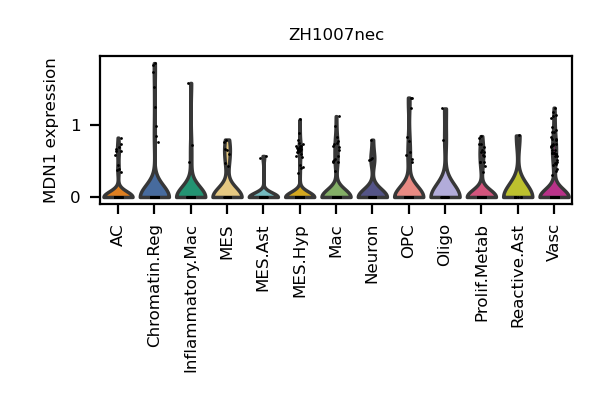 ZH1007nec
MDN1 expression
1
0
AC
Chromatin.Reg
Inflammatory.Mac
MES
MES.Ast
MES.Hyp
Mac
Neuron
OPC
Oligo
Prolif.Metab
Reactive.Ast
Vasc